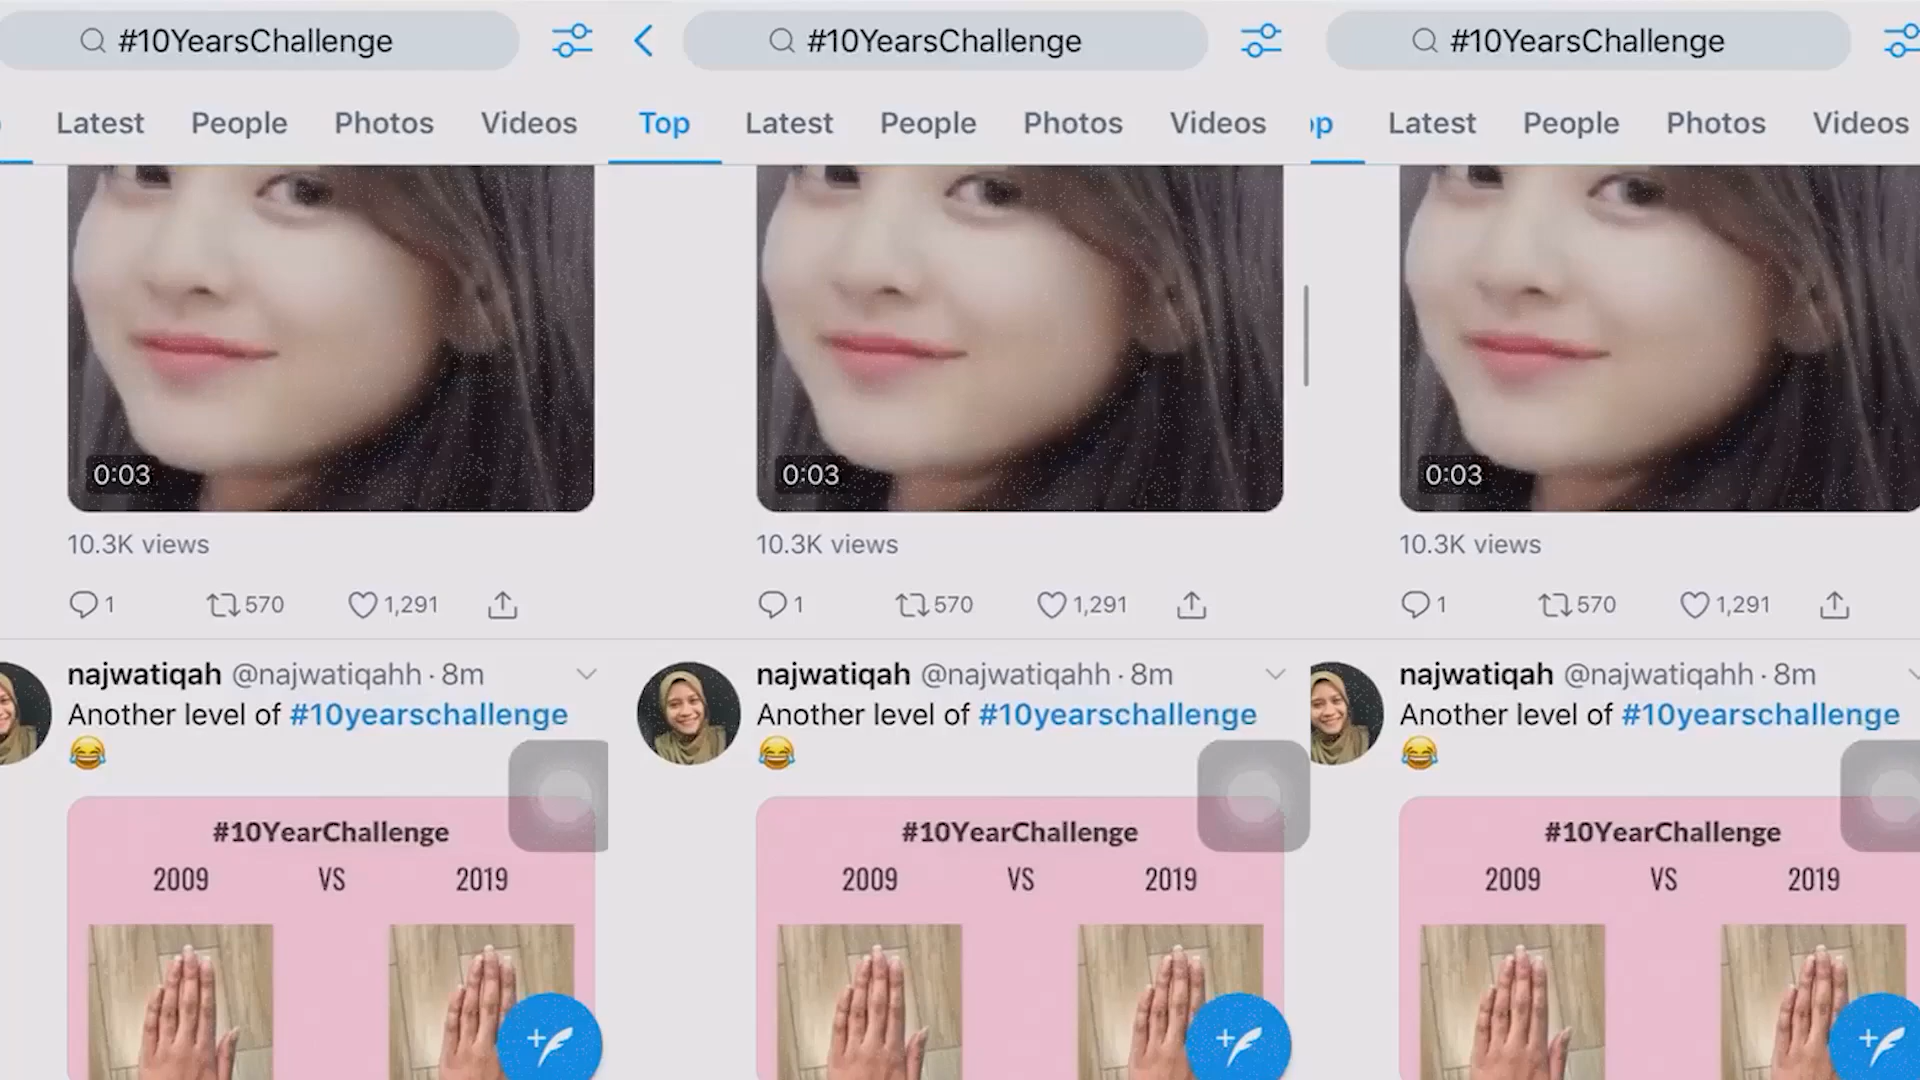 #10YearsChallenge
Latest People Photos Videos
0:03
10.3K views
1 570 1,291
najwatiqah @najwatiqahh · 8m
Another level of #10yearschallenge
😂
#10YearChallenge
2009 VS 2019
#10YearsChallenge
Top Latest People Photos Videos
0:03
10.3K views
1 570 1,291
najwatiqah @najwatiqahh · 8m
Another level of #10yearschallenge
😂
#10YearChallenge
2009 VS 2019
#10YearsChallenge
op Latest People Photos Videos
0:03
10.3K views
1 570 1,291
najwatiqah @najwatiqahh · 8m
Another level of #10yearschallenge
😂
#10YearChallenge
2009 VS 2019